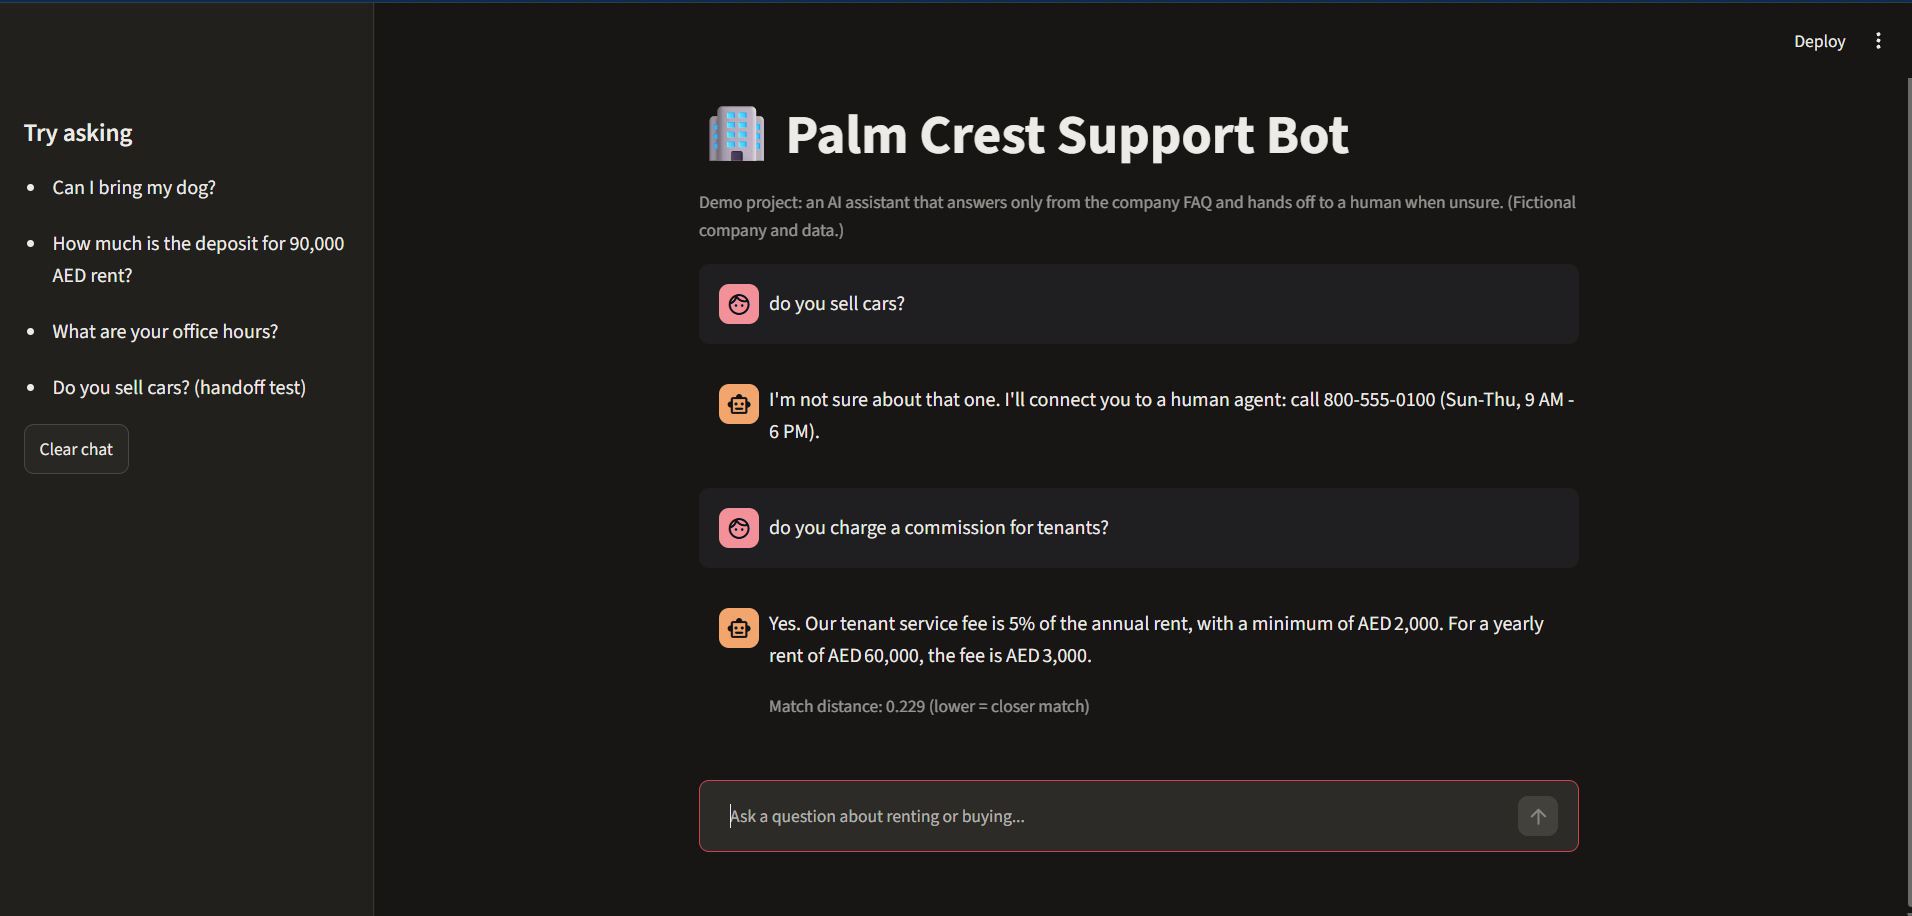 Deploy
Try asking
Can I bring my dog?
How much is the deposit for 90,000
AED rent?
What are your office hours?
Do you sell cars? (handoff test)
Clear chat
Palm Crest Support Bot
Demo project: an AI assistant that answers only from the company FAQ and hands off to a human when unsure. (Fictional
company and data.)
do you sell cars?
I'm not sure about that one. I'll connect you to a human agent: call 800-555-0100 (Sun-Thu, 9 AM -
6 PM).
do you charge a commission for tenants?
Yes. Our tenant service fee is 5% of the annual rent, with a minimum of AED 2,000. For a yearly
rent of AED 60,000, the fee is AED 3,000.
Match distance: 0.229 (lower = closer match)
Ask a question about renting or buying...